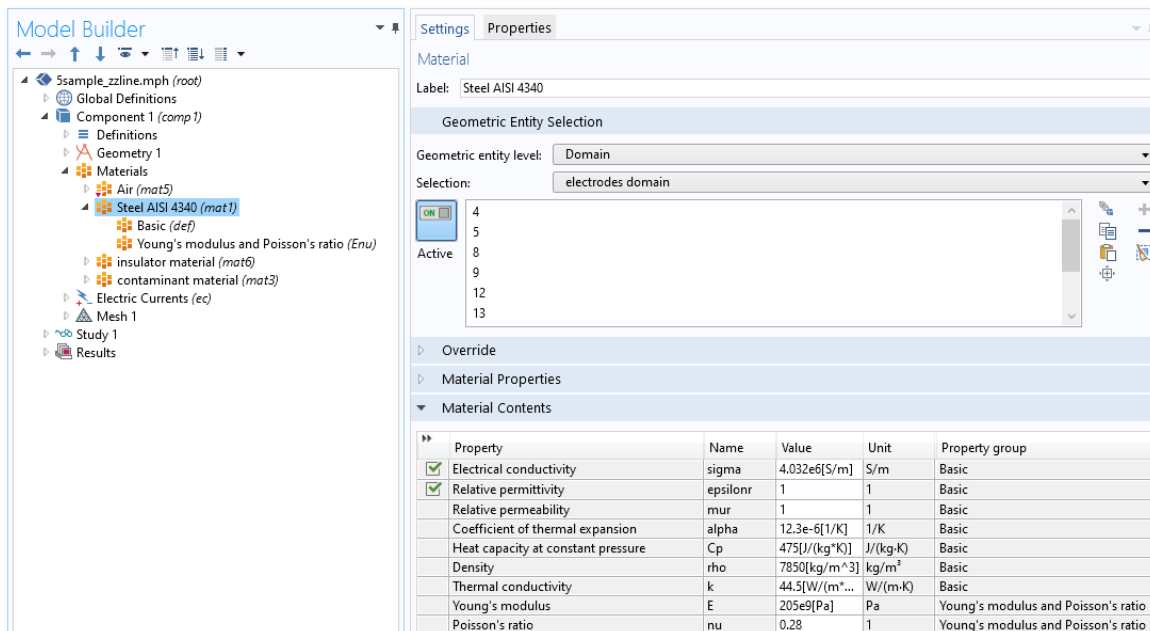 Model Builder
5sample_zzline.mph (root)
Global Definitions
Component 1 (comp1)
Definitions
Geometry 1
Materials
Air (mat5)
Steel AISI 4340 (mat1)
Basic (def)
Young's modulus and Poisson's ratio (Enu)
insulator material (mat6)
contaminant material (mat3)
Electric Currents (ec)
Mesh 1
Study 1
Results
Settings Properties
Material
Label: Steel AISI 4340
Geometric Entity Selection
Geometric entity level: Domain
Selection: electrodes domain
ON
Active
4
5
8
9
12
13
Override
Material Properties
Material Contents
Property Name Value Unit Property group
Electrical conductivity sigma 4.032e6[S/m] S/m Basic
Relative permittivity epsilonr 1 1 Basic
Relative permeability mur 1 1 Basic
Coefficient of thermal expansion alpha 12.3e-6[1/K] 1/K Basic
Heat capacity at constant pressure Cp 475[J/(kg*K)] J/(kg·K) Basic
Density rho 7850[kg/m^3] kg/m³ Basic
Thermal conductivity k 44.5[W/(m*... W/(m·K) Basic
Young's modulus E 205e9[Pa] Pa Young's modulus and Poisson's ratio
Poisson's ratio nu 0.28 1 Young's modulus and Poisson's ratio